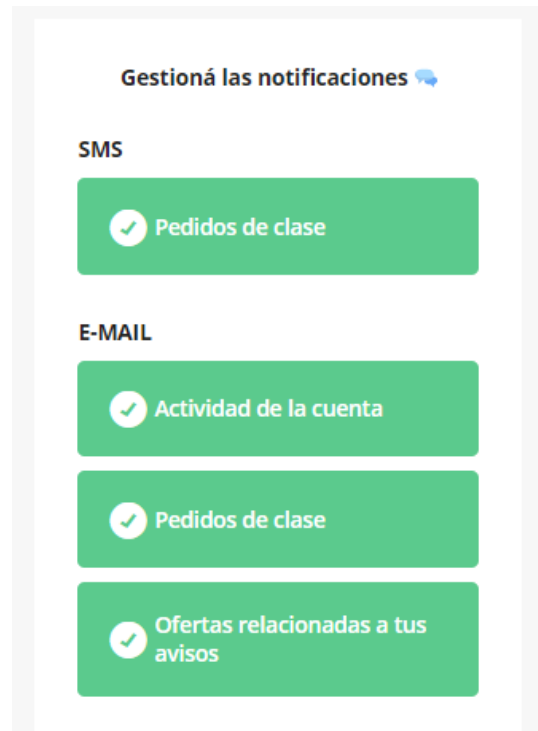 Gestioná las notificaciones
SMS
Pedidos de clase
E-MAIL
Actividad de la cuenta
Pedidos de clase
Ofertas relacionadas a tus
avisos